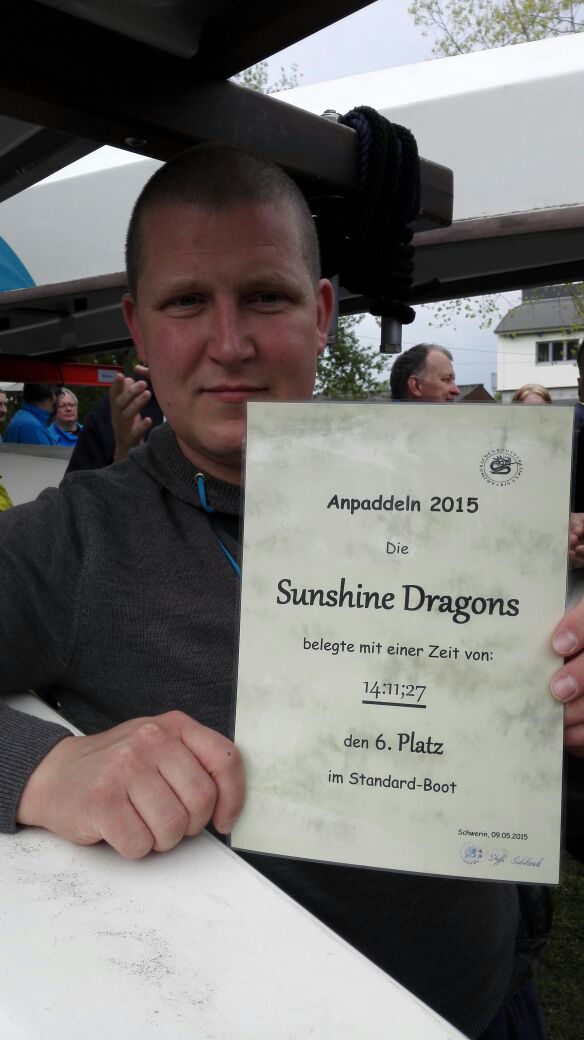 Anpaddeln 2015
Die
Sunshine Dragons
belegte mit einer Zeit von:
14:11;27
den 6. Platz
im Standard-Boot
Schwerin, 09.05.2015